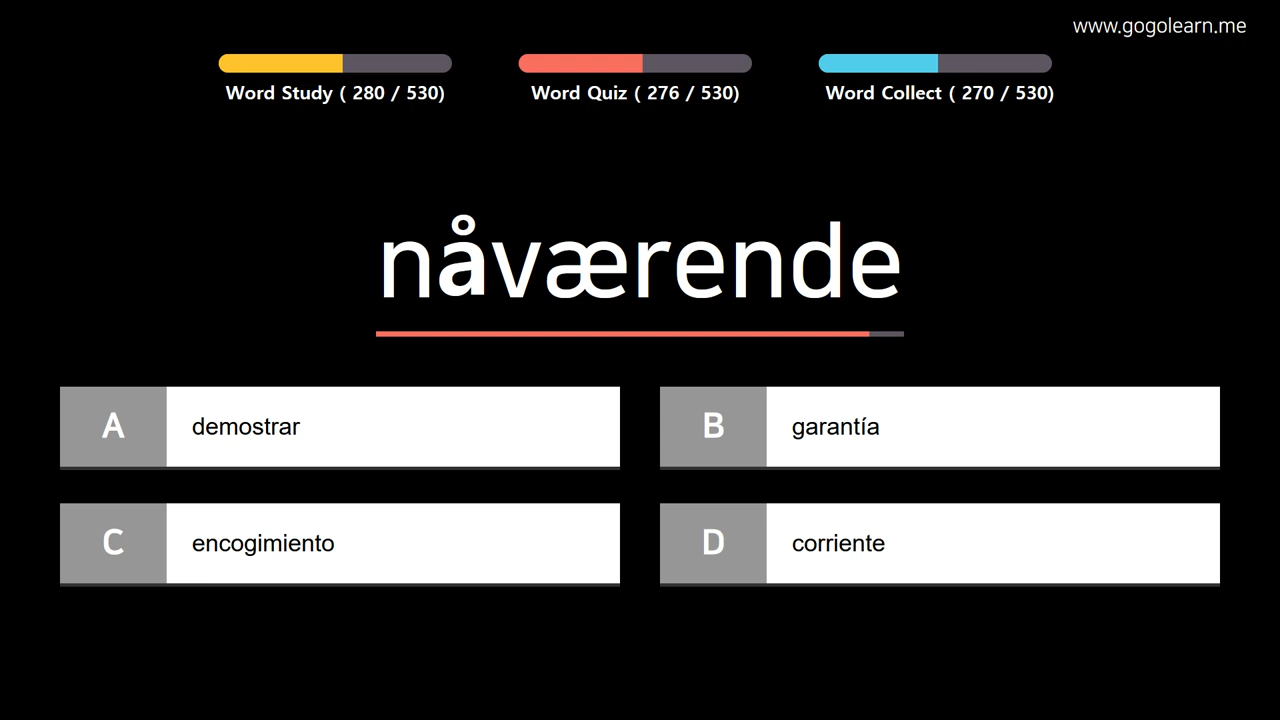 www.gogolearn.me
Word Study ( 280 / 530)
Word Quiz ( 276 / 530)
Word Collect ( 270 / 530)
nåværende
A demostrar
B garantía
C encogimiento
D corriente